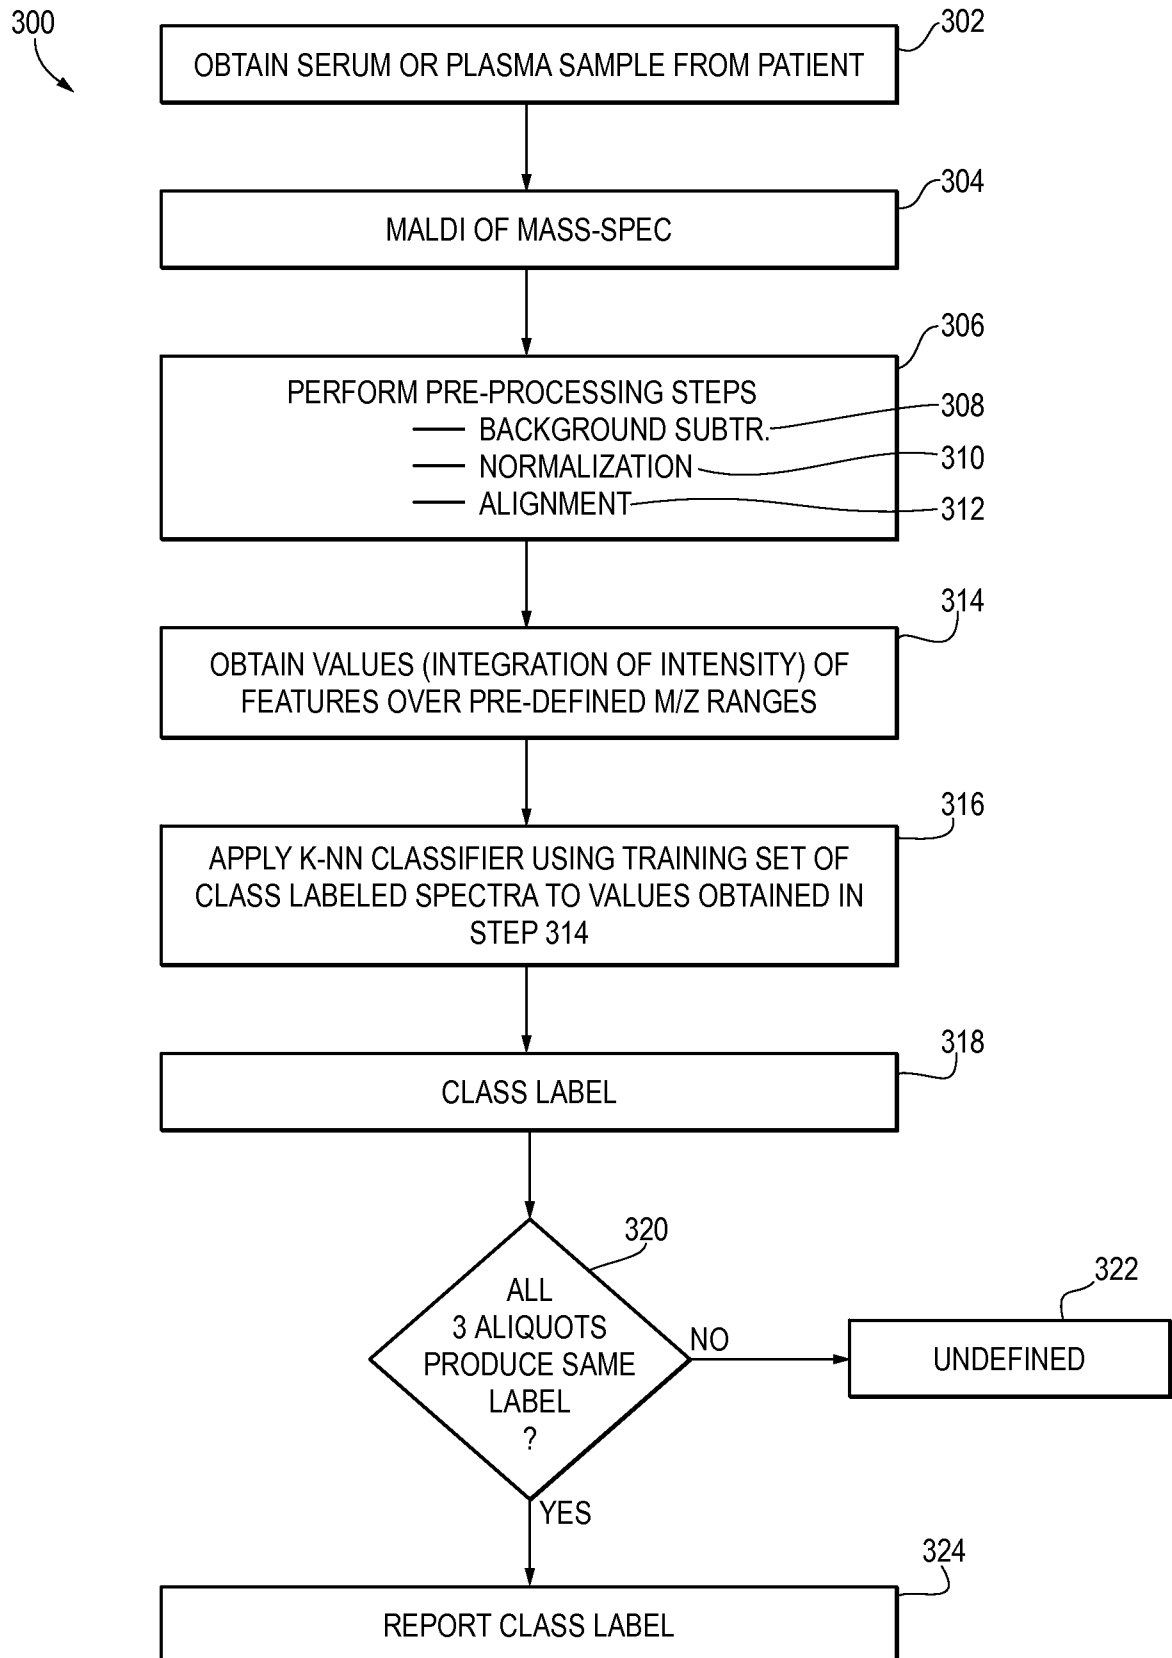 300
302
OBTAIN SERUM OR PLASMA SAMPLE FROM PATIENT
304
MALDI OF MASS-SPEC
306
PERFORM PRE-PROCESSING STEPS
— BACKGROUND SUBTR. 308
— NORMALIZATION 310
— ALIGNMENT 312
314
OBTAIN VALUES (INTEGRATION OF INTENSITY) OF
FEATURES OVER PRE-DEFINED M/Z RANGES
316
APPLY K-NN CLASSIFIER USING TRAINING SET OF
CLASS LABELED SPECTRA TO VALUES OBTAINED IN
STEP 314
318
CLASS LABEL
320
ALL
3 ALIQUOTS
PRODUCE SAME
LABEL
?
NO
322
UNDEFINED
YES
324
REPORT CLASS LABEL